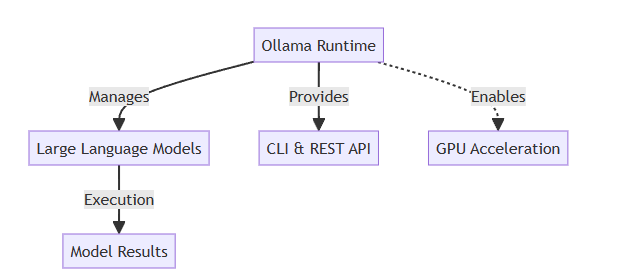 Ollama Runtime
Manages
Provides
Enables
Large Language Models
CLI & REST API
GPU Acceleration
Execution
Model Results